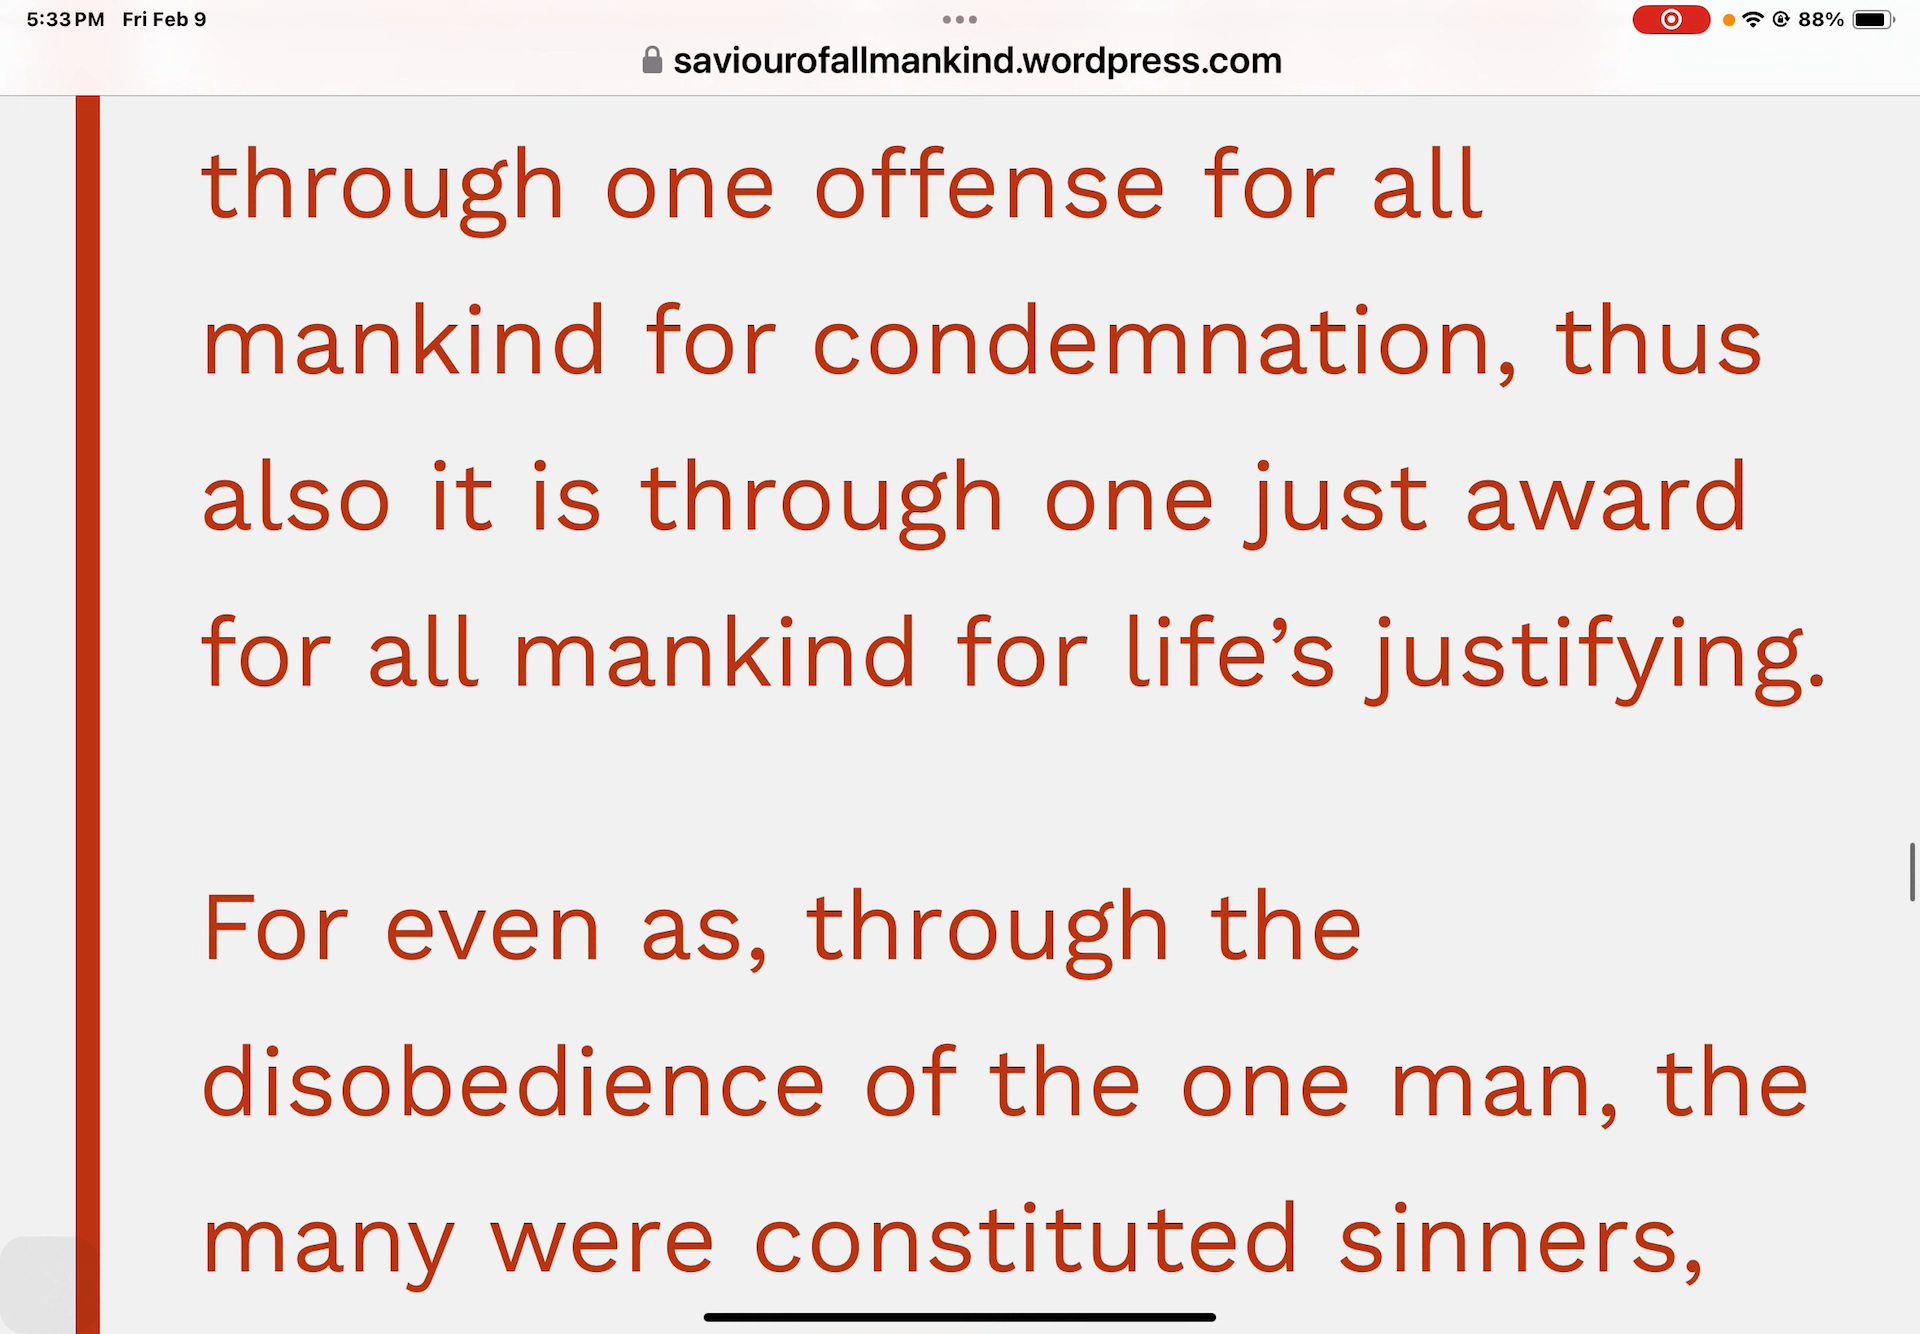 5:33 PM Fri Feb 9
88%
saviourofallmankind.wordpress.com
through one offense for all
mankind for condemnation, thus
also it is through one just award
for all mankind for life’s justifying.
For even as, through the
disobedience of the one man, the
many were constituted sinners,